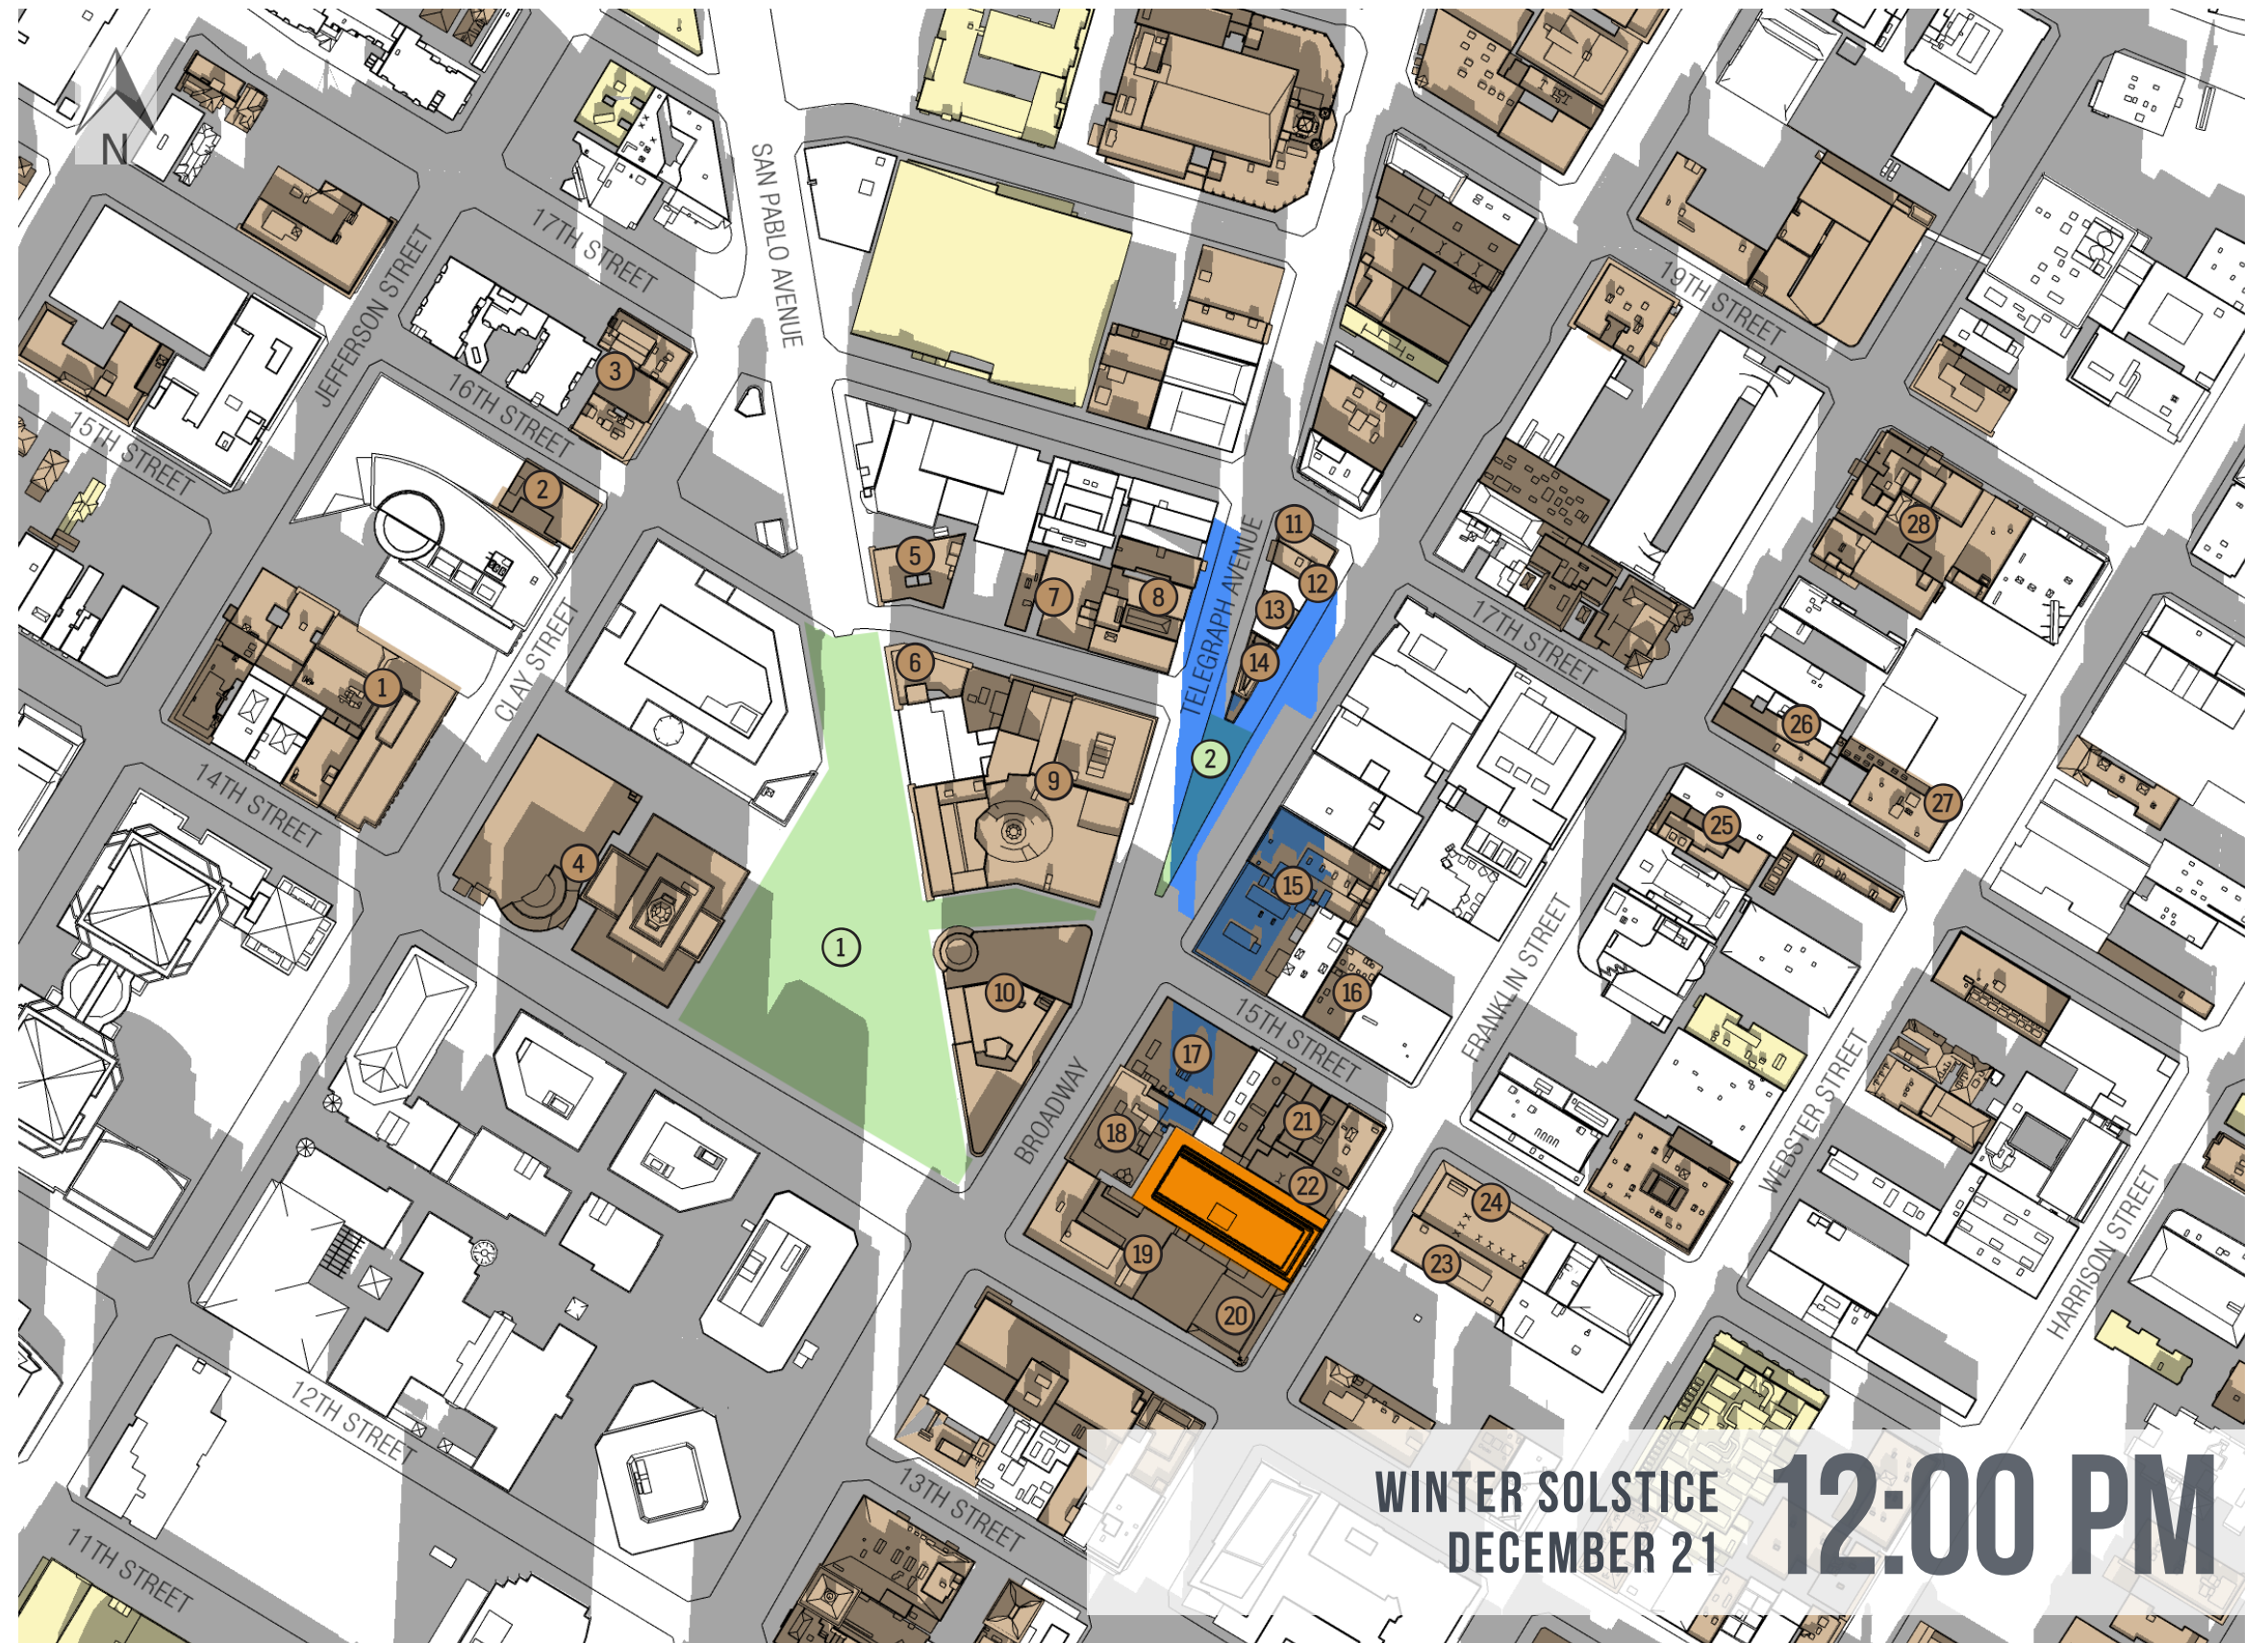 N
SAN PABLO AVENUE
17TH STREET
JEFFERSON STREET
19TH STREET
3
16TH STREET
15TH STREET
2
28
11
5
TELEGRAPH AVENUE
12
7
8
13
17TH STREET
CLAY STREET
6
14
1
26
2
9
14TH STREET
27
25
4
15
FRANKLIN STREET
1
10
16
15TH STREET
17
BROADWAY
WEBSTER STREET
21
18
22
24
HARRISON STREET
19
23
20
12TH STREET
13TH STREET
11TH STREET
WINTER SOLSTICE
DECEMBER 21
12:00 PM